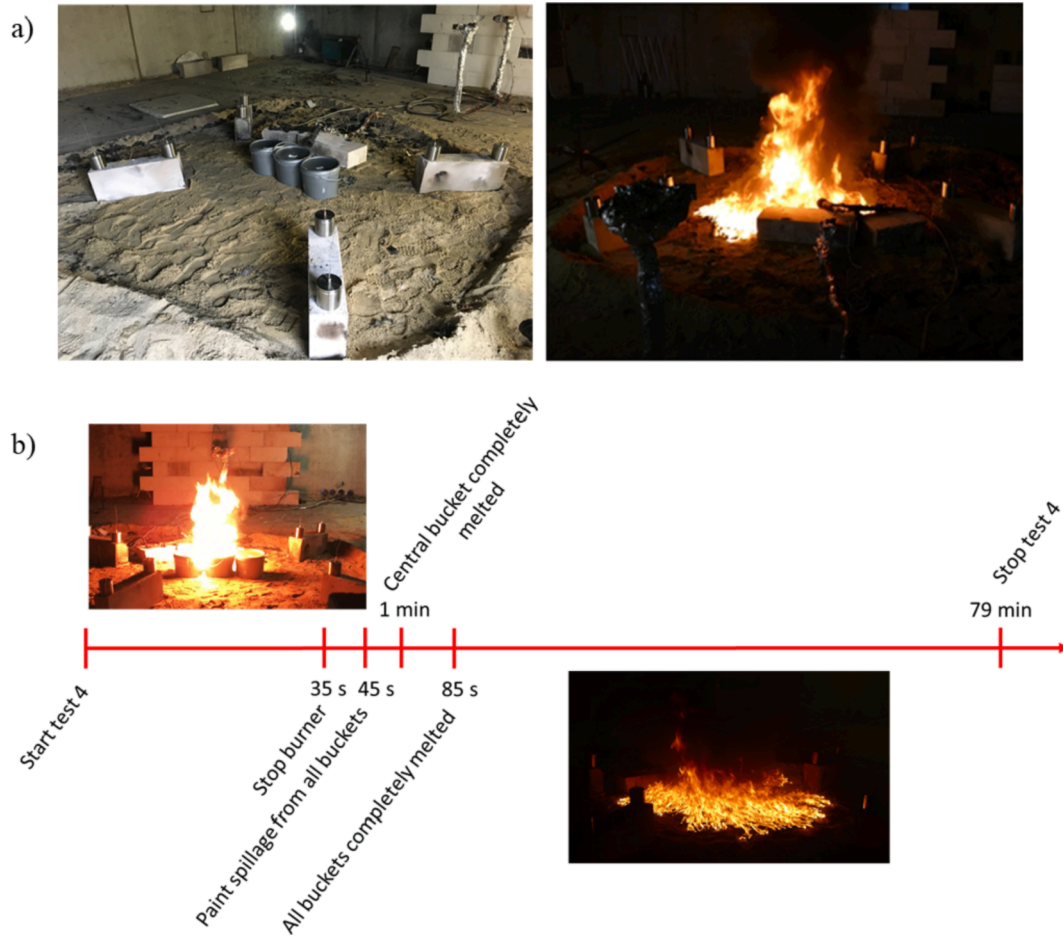 a)
b)
Central bucket completely
melted
Stop test 4
1 min
79 min
35 s
45 s
85 s
Start test 4
Stop burner
Paint spillage from all buckets
All buckets completely melted